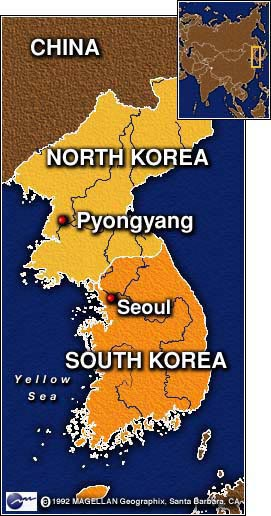 CHINA
NORTH KOREA
Pyongyang
Seoul
SOUTH KOREA
Yellow
Sea
© 1992 MAGELLAN Geographix, Santa Barbara, CA